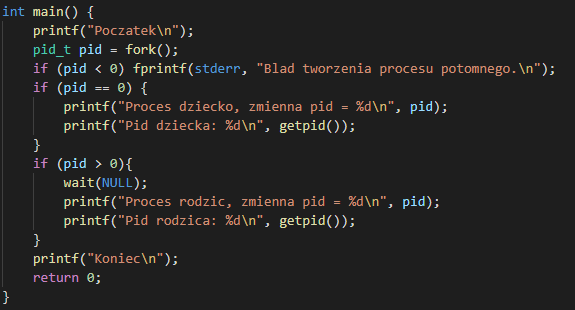 int main() {
    printf("Poczatek\n");
    pid_t pid = fork();
    if (pid < 0) fprintf(stderr, "Blad tworzenia procesu potomnego.\n");
    if (pid == 0) {
        printf("Proces dziecko, zmienna pid = %d\n", pid);
        printf("Pid dziecka: %d\n", getpid());
    }
    if (pid > 0){
        wait(NULL);
        printf("Proces rodzic, zmienna pid = %d\n", pid);
        printf("Pid rodzica: %d\n", getpid());
    }
    printf("Koniec\n");
    return 0;
}